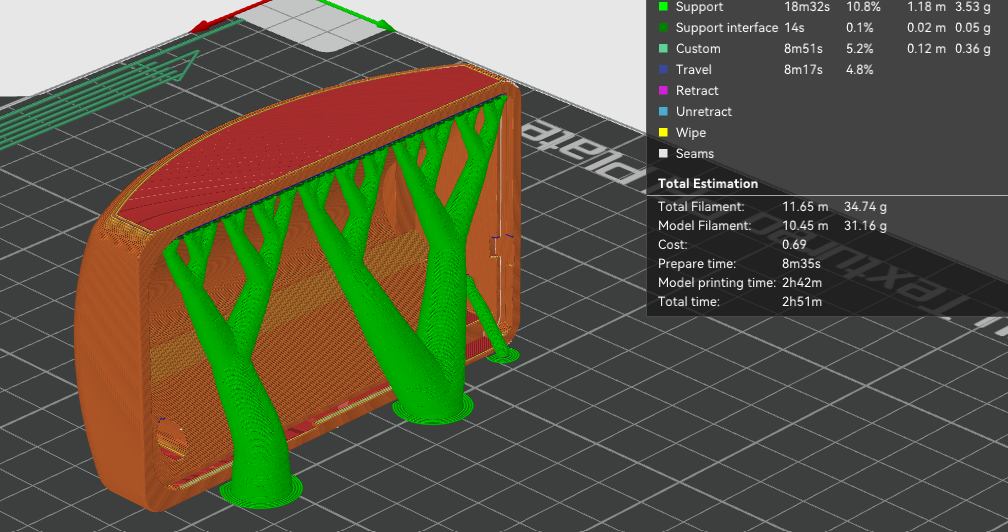 Support 18m32s 10.8% 1.18 m 3.53 g
Support interface 14s 0.1% 0.02 m 0.05 g
Custom 8m51s 5.2% 0.12 m 0.36 g
Travel 8m17s 4.8%
Retract
Unretract
Wipe
Seams
Total Estimation
Total Filament: 11.65 m 34.74 g
Model Filament: 10.45 m 31.16 g
Cost: 0.69
Prepare time: 8m35s
Model printing time: 2h42m
Total time: 2h51m
Plate
Textured